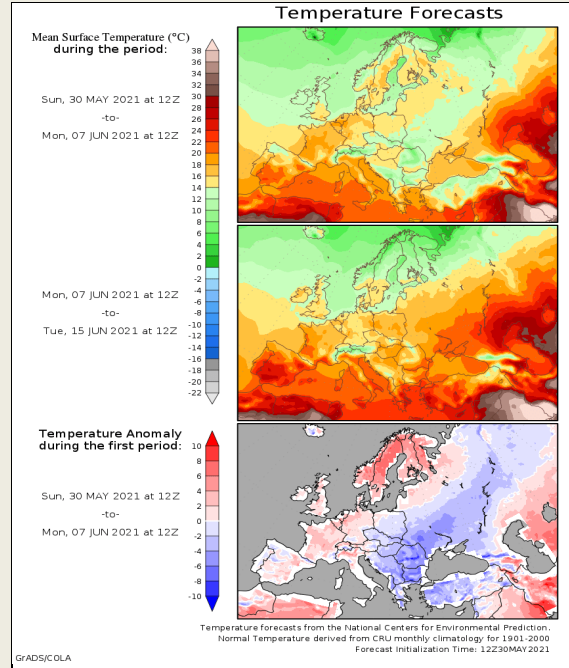 Temperature Forecasts
Mean Surface Temperature (°C)
during the period:
38
36
34
32
30
28
26
24
22
20
18
16
14
12
10
8
6
4
2
0
-2
-4
-6
-8
-10
-12
-14
-16
-18
-20
-22
Sun, 30 MAY 2021 at 12Z
-to-
Mon, 07 JUN 2021 at 12Z
Mon, 07 JUN 2021 at 12Z
-to-
Tue, 15 JUN 2021 at 12Z
Temperature Anomaly
during the first period:
10
8
6
4
2
0
-2
-4
-6
-8
-10
Sun, 30 MAY 2021 at 12Z
-to-
Mon, 07 JUN 2021 at 12Z
Temperature forecasts from the National Centers for Environmental Prediction.
Normal Temperature derived from CRU monthly climatology for 1901-2000
Forecast Initialization Time: 12Z30MAY2021
GrADS/COLA